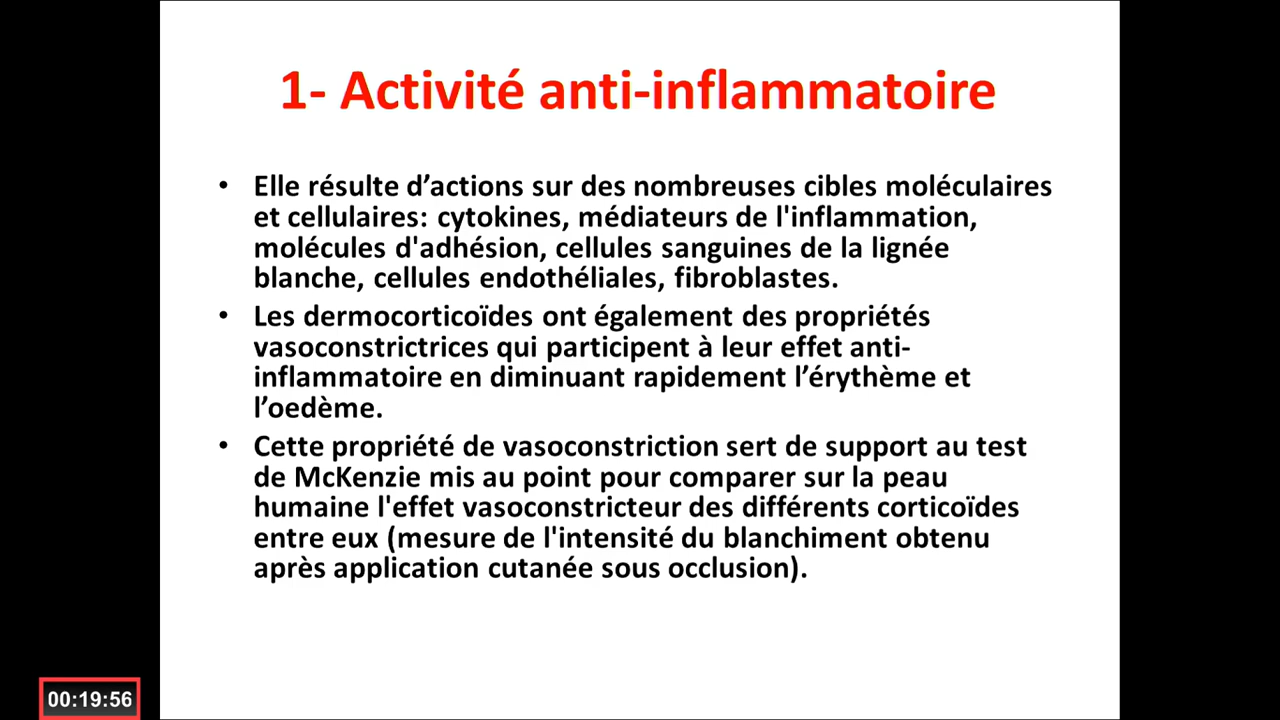 1- Activité anti-inflammatoire
• Elle résulte d’actions sur des nombreuses cibles moléculaires
et cellulaires: cytokines, médiateurs de l'inflammation,
molécules d'adhésion, cellules sanguines de la lignée
blanche, cellules endothéliales, fibroblastes.
• Les dermocorticoïdes ont également des propriétés
vasoconstrictrices qui participent à leur effet anti-
inflammatoire en diminuant rapidement l’érythème et
l’oedème.
• Cette propriété de vasoconstriction sert de support au test
de McKenzie mis au point pour comparer sur la peau
humaine l'effet vasoconstricteur des différents corticoïdes
entre eux (mesure de l'intensité du blanchiment obtenu
après application cutanée sous occlusion).
00:19:56